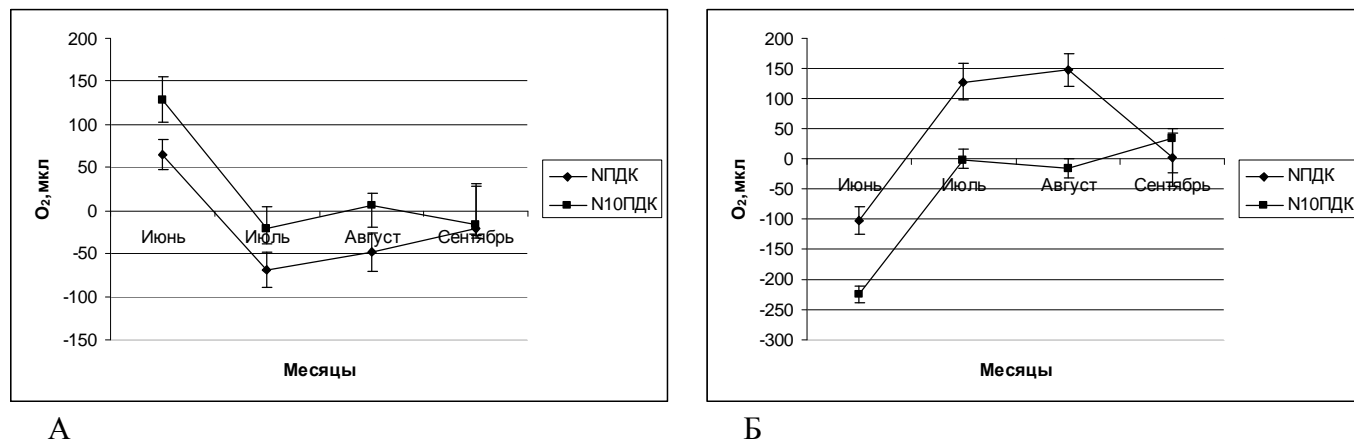 200
150
100
50
0
-50
-100
-150
O₂,мкл
Июнь
Июль
Август
Сентябрь
Месяцы
NПДК
N10ПДК
А
200
150
100
50
0
-50
-100
-150
-200
-250
-300
O₂,мкл
Июнь
Июль
Август
Сентябрь
Месяцы
NПДК
N10ПДК
Б